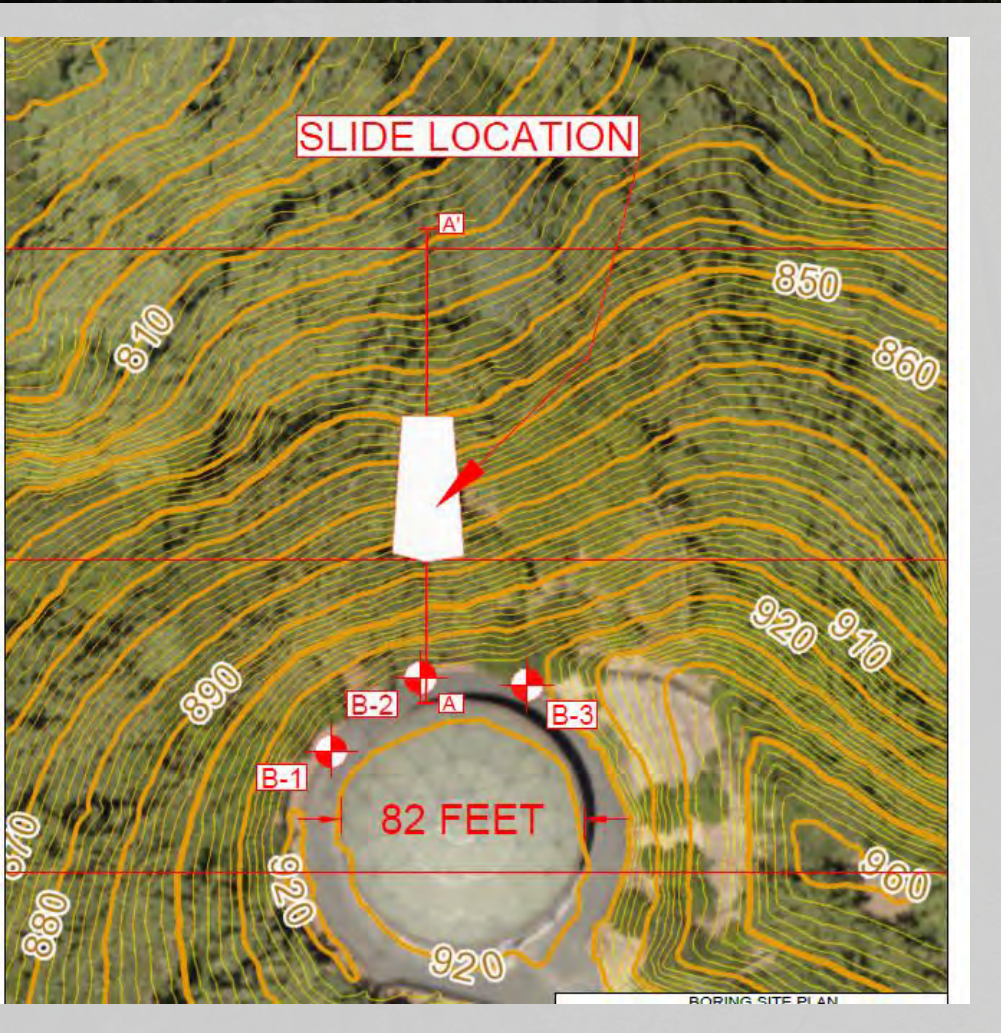 SLIDE LOCATION
A'
850
810
860
920
910
890
B-2
A
B-3
B-1
82 FEET
870
960
920
880
920
BORING SITE PLAN